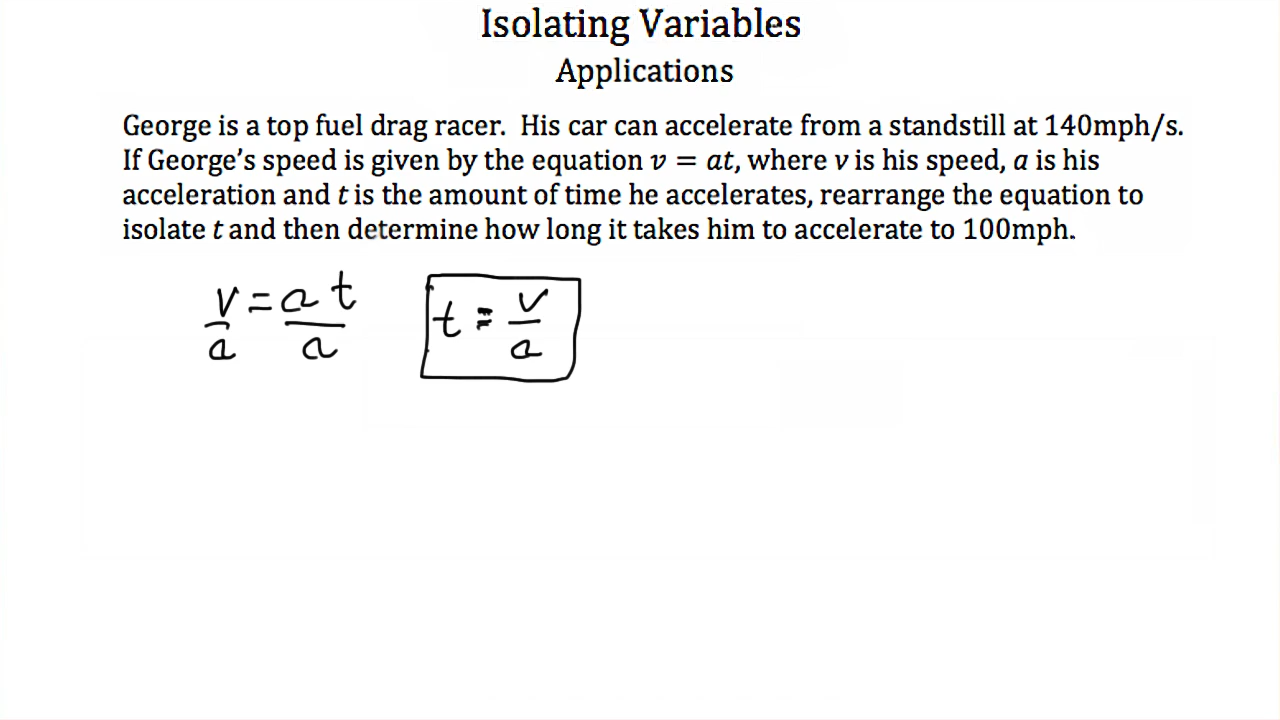 Isolating Variables
Applications
George is a top fuel drag racer. His car can accelerate from a standstill at 140mph/s.
If George's speed is given by the equation v = at, where v is his speed, a is his
acceleration and t is the amount of time he accelerates, rearrange the equation to
isolate t and then determine how long it takes him to accelerate to 100mph.
v/a = at/a
t = v/a